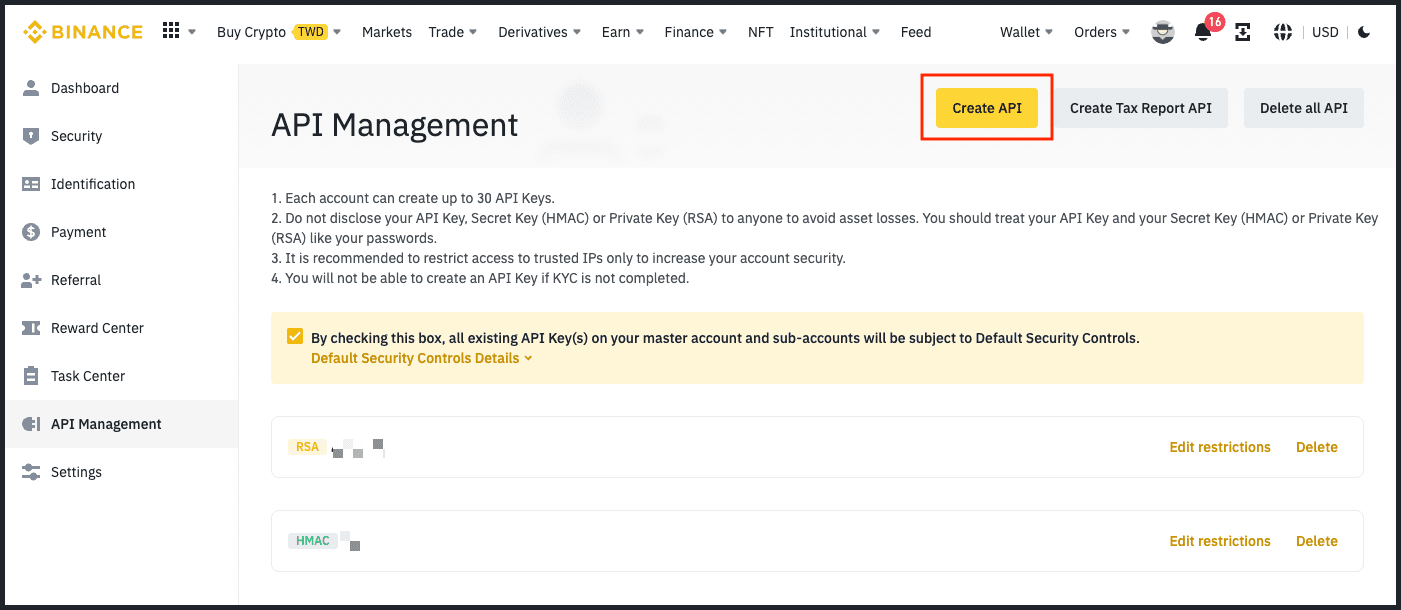 BINANCE
Buy Crypto TWD Markets Trade Derivatives Earn Finance NFT Institutional Feed Wallet Orders 16 USD
Dashboard
Security
Identification
Payment
Referral
Reward Center
Task Center
API Management
Settings
API Management
Create API Create Tax Report API Delete all API
1. Each account can create up to 30 API Keys.
2. Do not disclose your API Key, Secret Key (HMAC) or Private Key (RSA) to anyone to avoid asset losses. You should treat your API Key and your Secret Key (HMAC) or Private Key
(RSA) like your passwords.
3. It is recommended to restrict access to trusted IPs only to increase your account security.
4. You will not be able to create an API Key if KYC is not completed.
By checking this box, all existing API Key(s) on your master account and sub-accounts will be subject to Default Security Controls.
Default Security Controls Details
RSA Edit restrictions Delete
HMAC Edit restrictions Delete